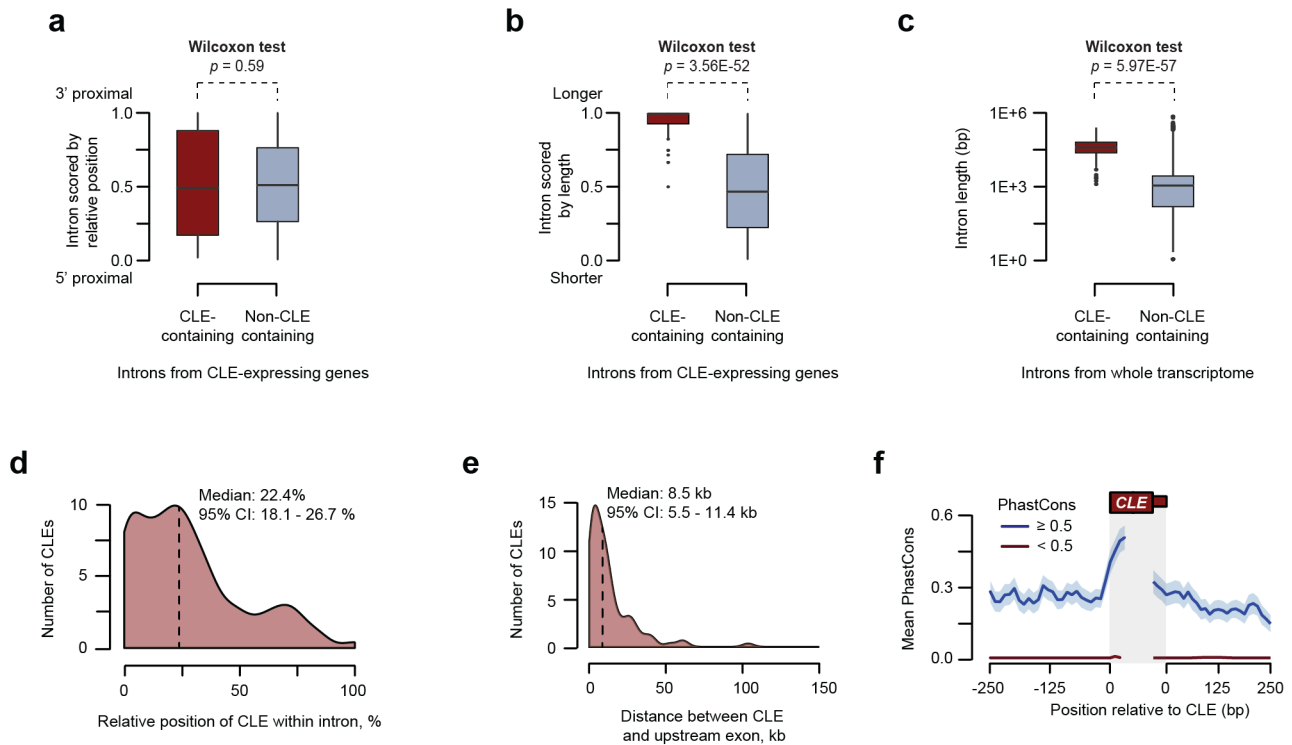 a
Wilcoxon test
p = 0.59
3’ proximal
1.0
0.5
0.0
Intron scored by
relative position
5’ proximal
CLE-
containing
Non-CLE
containing
Introns from CLE-expressing genes
b
Wilcoxon test
p = 3.56E-52
Longer
1.0
0.5
0.0
Intron scored
by length
Shorter
CLE-
containing
Non-CLE
containing
Introns from CLE-expressing genes
c
Wilcoxon test
p = 5.97E-57
1E+6
1E+3
1E+0
Intron length (bp)
CLE-
containing
Non-CLE
containing
Introns from whole transcriptome
d
Median: 22.4%
95% CI: 18.1 - 26.7 %
10
5
0
Number of CLEs
0
50
100
Relative position of CLE within intron, %
e
Median: 8.5 kb
95% CI: 5.5 - 11.4 kb
15
10
5
0
Number of CLEs
0
50
100
150
Distance between CLE
and upstream exon, kb
f
CLE
PhastCons
≥ 0.5
< 0.5
0.6
0.3
0.0
Mean PhastCons
-250
-125
0
0
125
250
Position relative to CLE (bp)